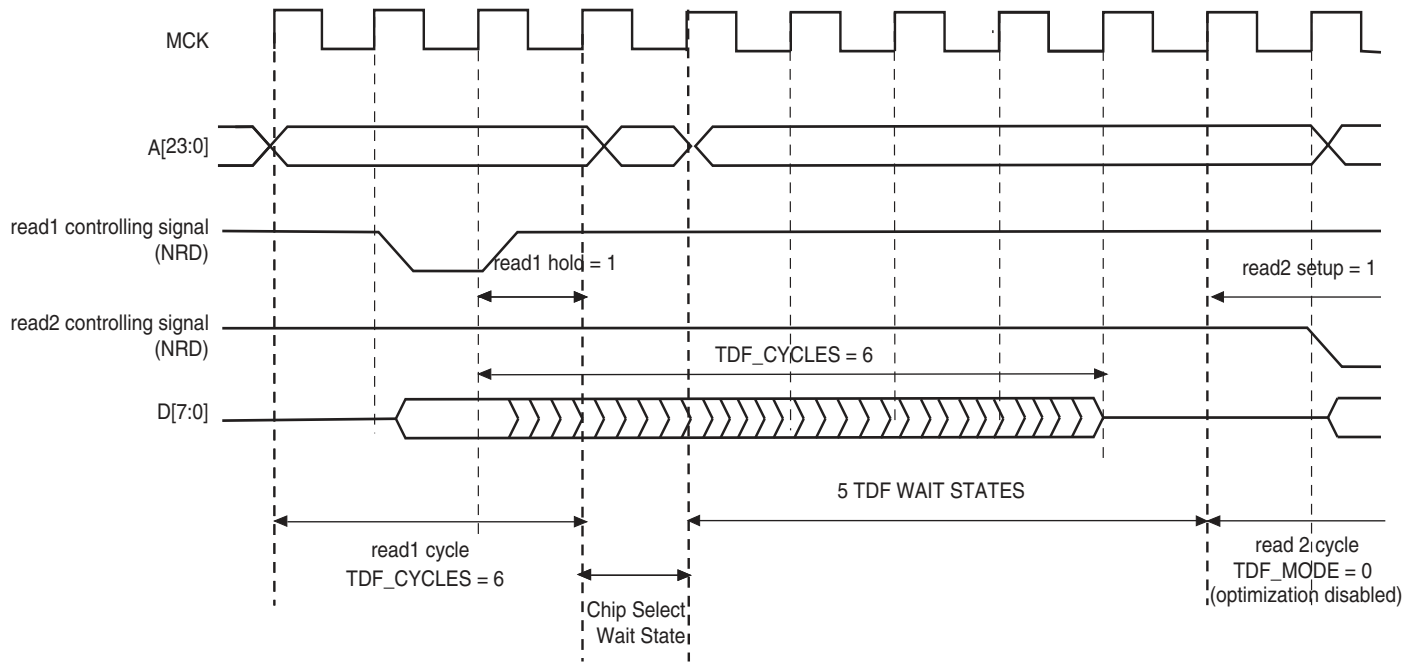 MCK
A[23:0]
read1 controlling signal
(NRD)
read1 hold = 1
read2 setup = 1
read2 controlling signal
(NRD)
TDF_CYCLES = 6
D[7:0]
5 TDF WAIT STATES
read1 cycle
TDF_CYCLES = 6
Chip Select
Wait State
read 2 cycle
TDF_MODE = 0
(optimization disabled)